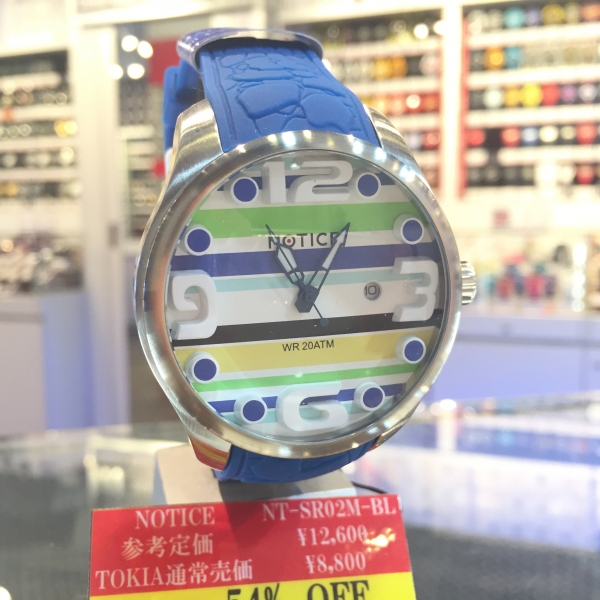 12
NOTICE
9
10
3
WR 20ATM
6
NOTICE NT-SR02M-BL
参考定価 ¥12,600
TOKIA通常売価 ¥8,800
54% OFF